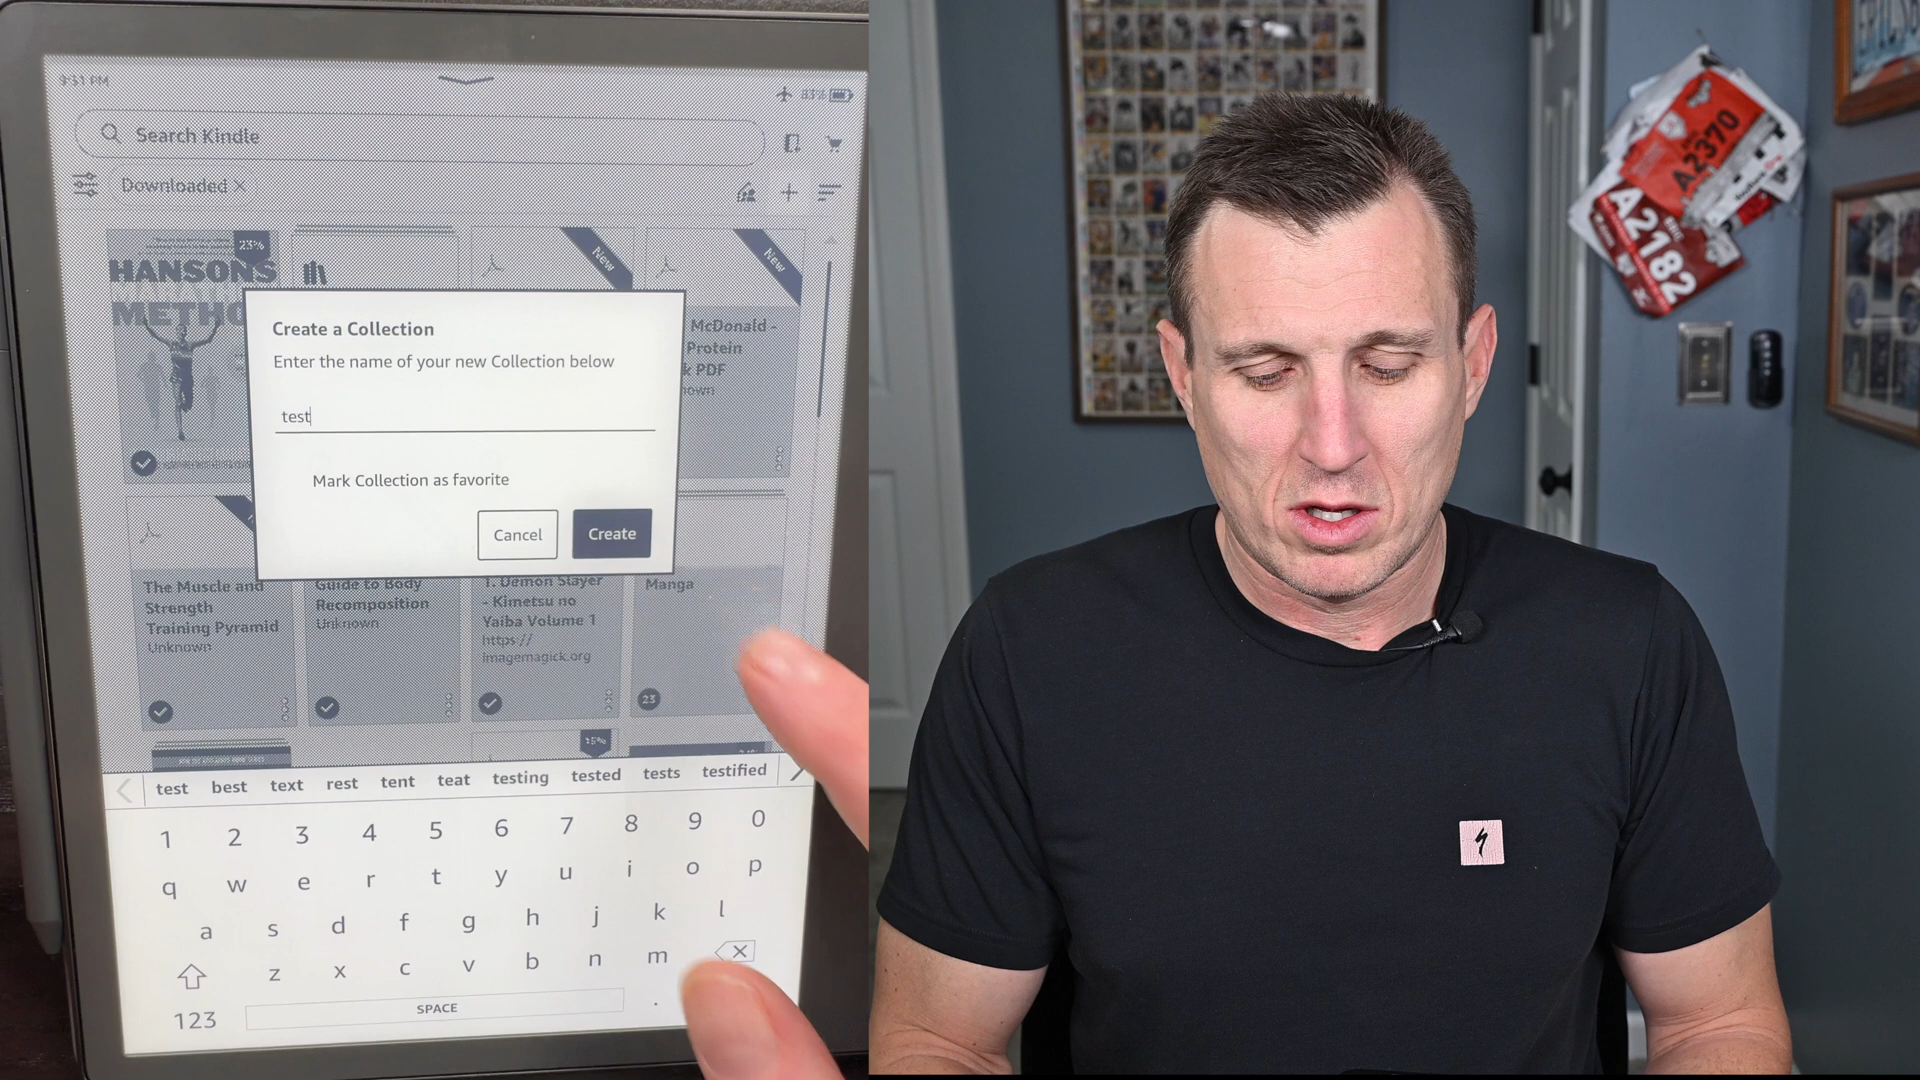 9:51 PM
83%
Search Kindle
Downloaded ×
23%
HANSONS
METHO
New
New
McDonald -
Protein
k PDF
own
Create a Collection
Enter the name of your new Collection below
test
Mark Collection as favorite
Cancel
Create
The Muscle and
Strength
Training Pyramid
Unknown
Guide to Body
Recomposition
Unknown
1. Demon Slayer
- Kimetsu no
Yaiba Volume 1
https://
imagemagick.org
Manga
23
15%
test best text rest tent teat testing tested tests testified
1 2 3 4 5 6 7 8 9 0
q w e r t y u i o p
a s d f g h j k l
z x c v b n m
123 SPACE .
A2370
A2182